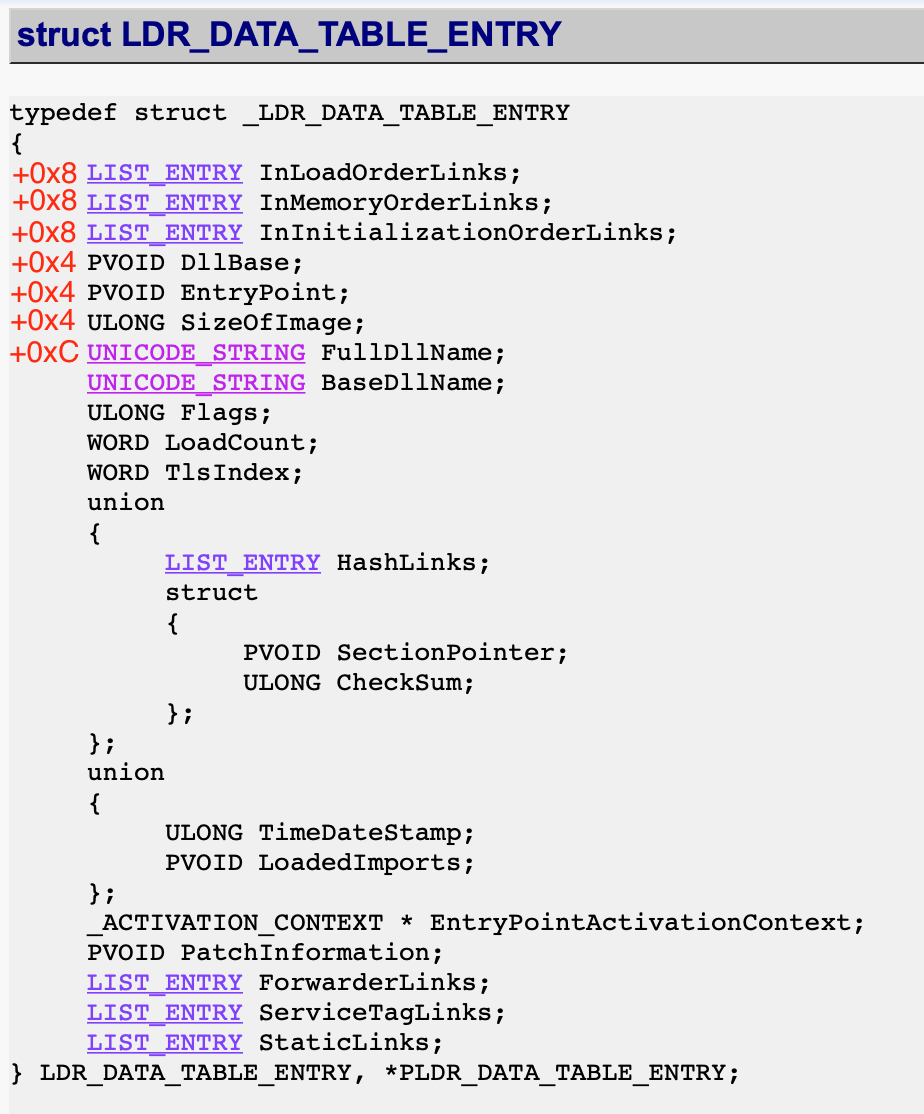 struct LDR_DATA_TABLE_ENTRY
typedef struct _LDR_DATA_TABLE_ENTRY
{
+0x8 LIST_ENTRY InLoadOrderLinks;
+0x8 LIST_ENTRY InMemoryOrderLinks;
+0x8 LIST_ENTRY InInitializationOrderLinks;
+0x4 PVOID DllBase;
+0x4 PVOID EntryPoint;
+0x4 ULONG SizeOfImage;
+0xC UNICODE_STRING FullDllName;
UNICODE_STRING BaseDllName;
ULONG Flags;
WORD LoadCount;
WORD TlsIndex;
union
{
LIST_ENTRY HashLinks;
struct
{
PVOID SectionPointer;
ULONG CheckSum;
};
};
union
{
ULONG TimeDateStamp;
PVOID LoadedImports;
};
_ACTIVATION_CONTEXT * EntryPointActivationContext;
PVOID PatchInformation;
LIST_ENTRY ForwarderLinks;
LIST_ENTRY ServiceTagLinks;
LIST_ENTRY StaticLinks;
} LDR_DATA_TABLE_ENTRY, *PLDR_DATA_TABLE_ENTRY;